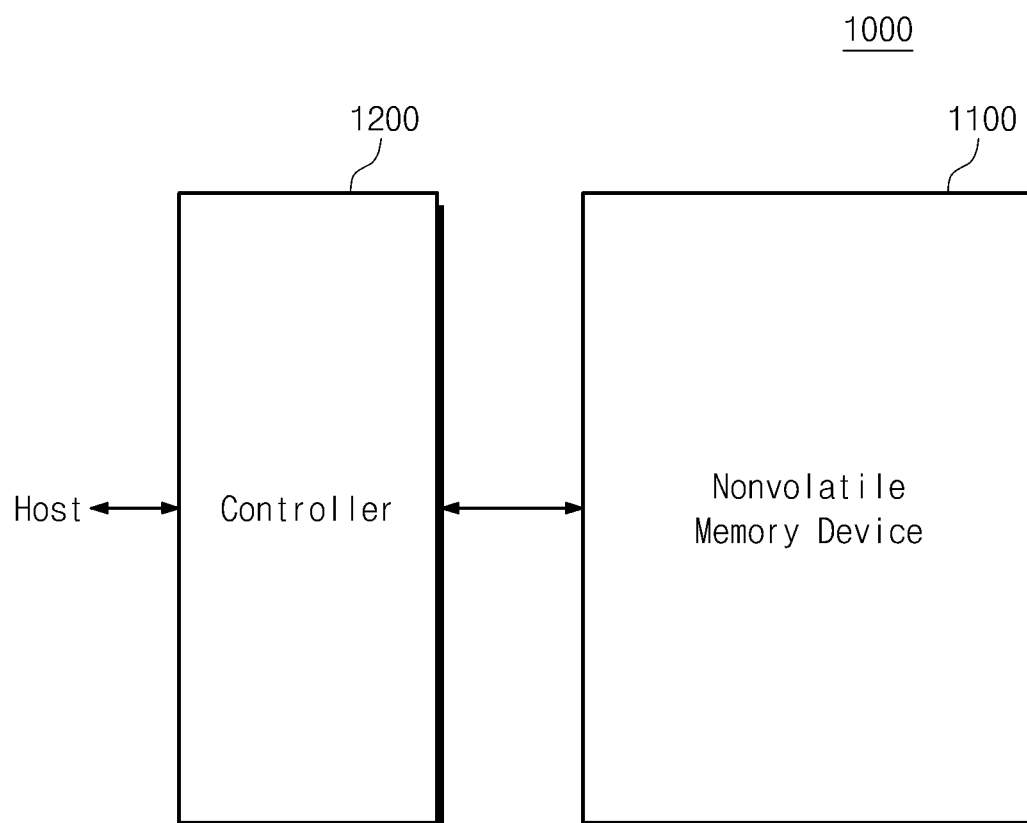 1000
1200
1100
Host
Controller
Nonvolatile
Memory Device